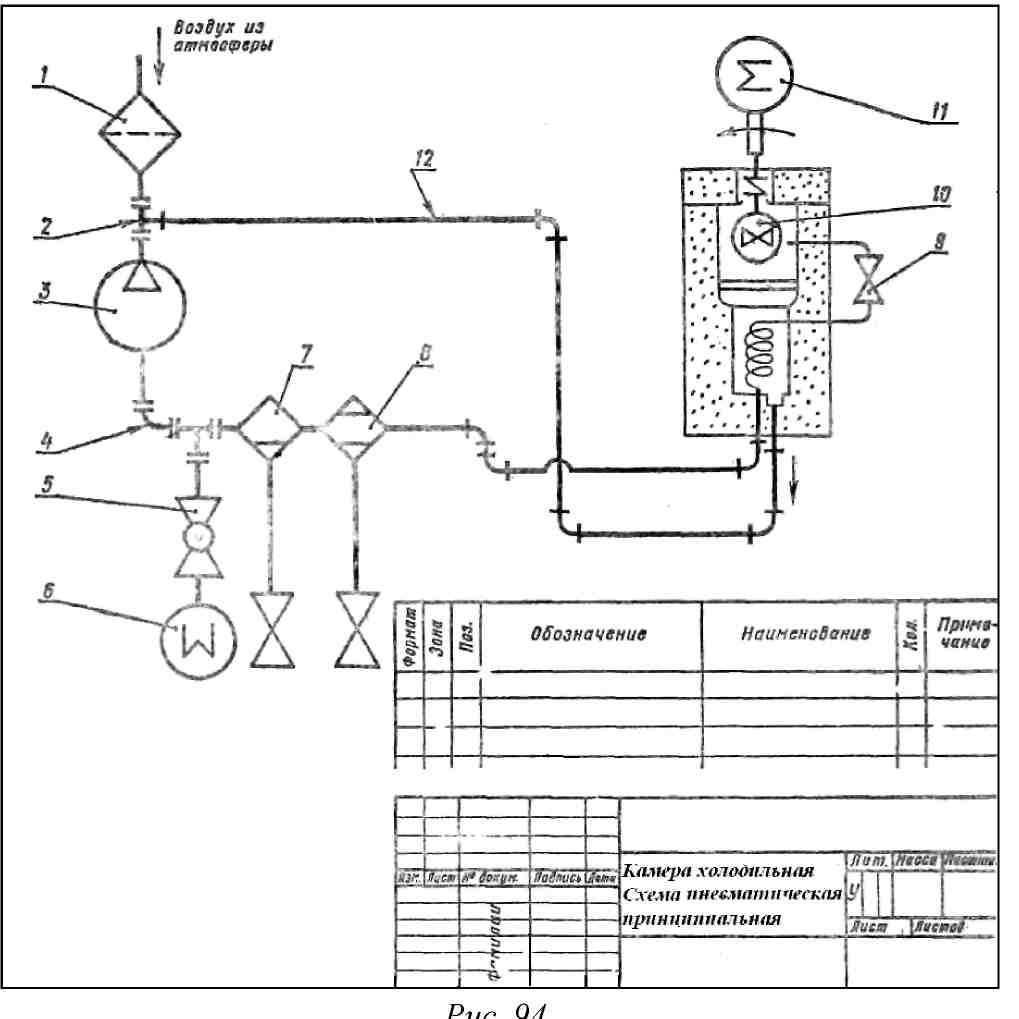 Воздух из
атмосферы
1
12
11
2
10
9
3
7
8
4
5
6
Формат
Зона
Поз.
Обозначение
Наименование
Кол.
Приме-
чание
Изм. Лист № докум. Подпись Дата
Камера холодильная
Схема пневматическая
принципиальная
Лит. Масса Масштаб
У
Лист Листов
Рис. 94